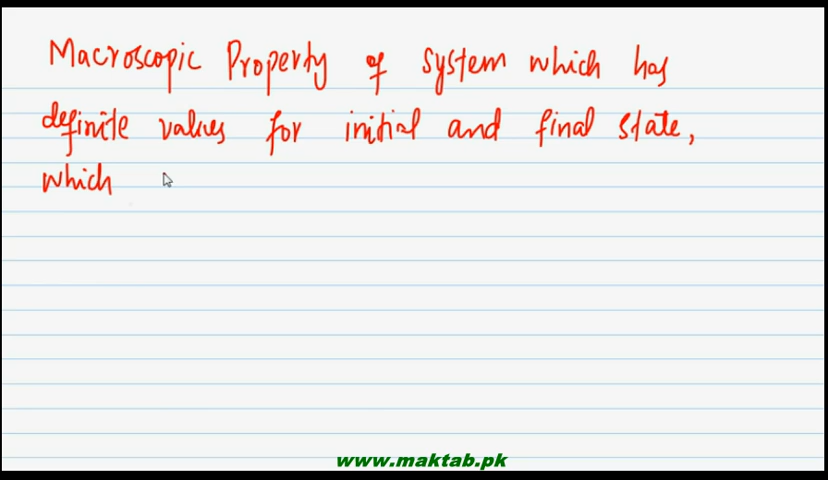 Macroscopic Property of system which has
definite values for initial and final state,
which
www.maktab.pk